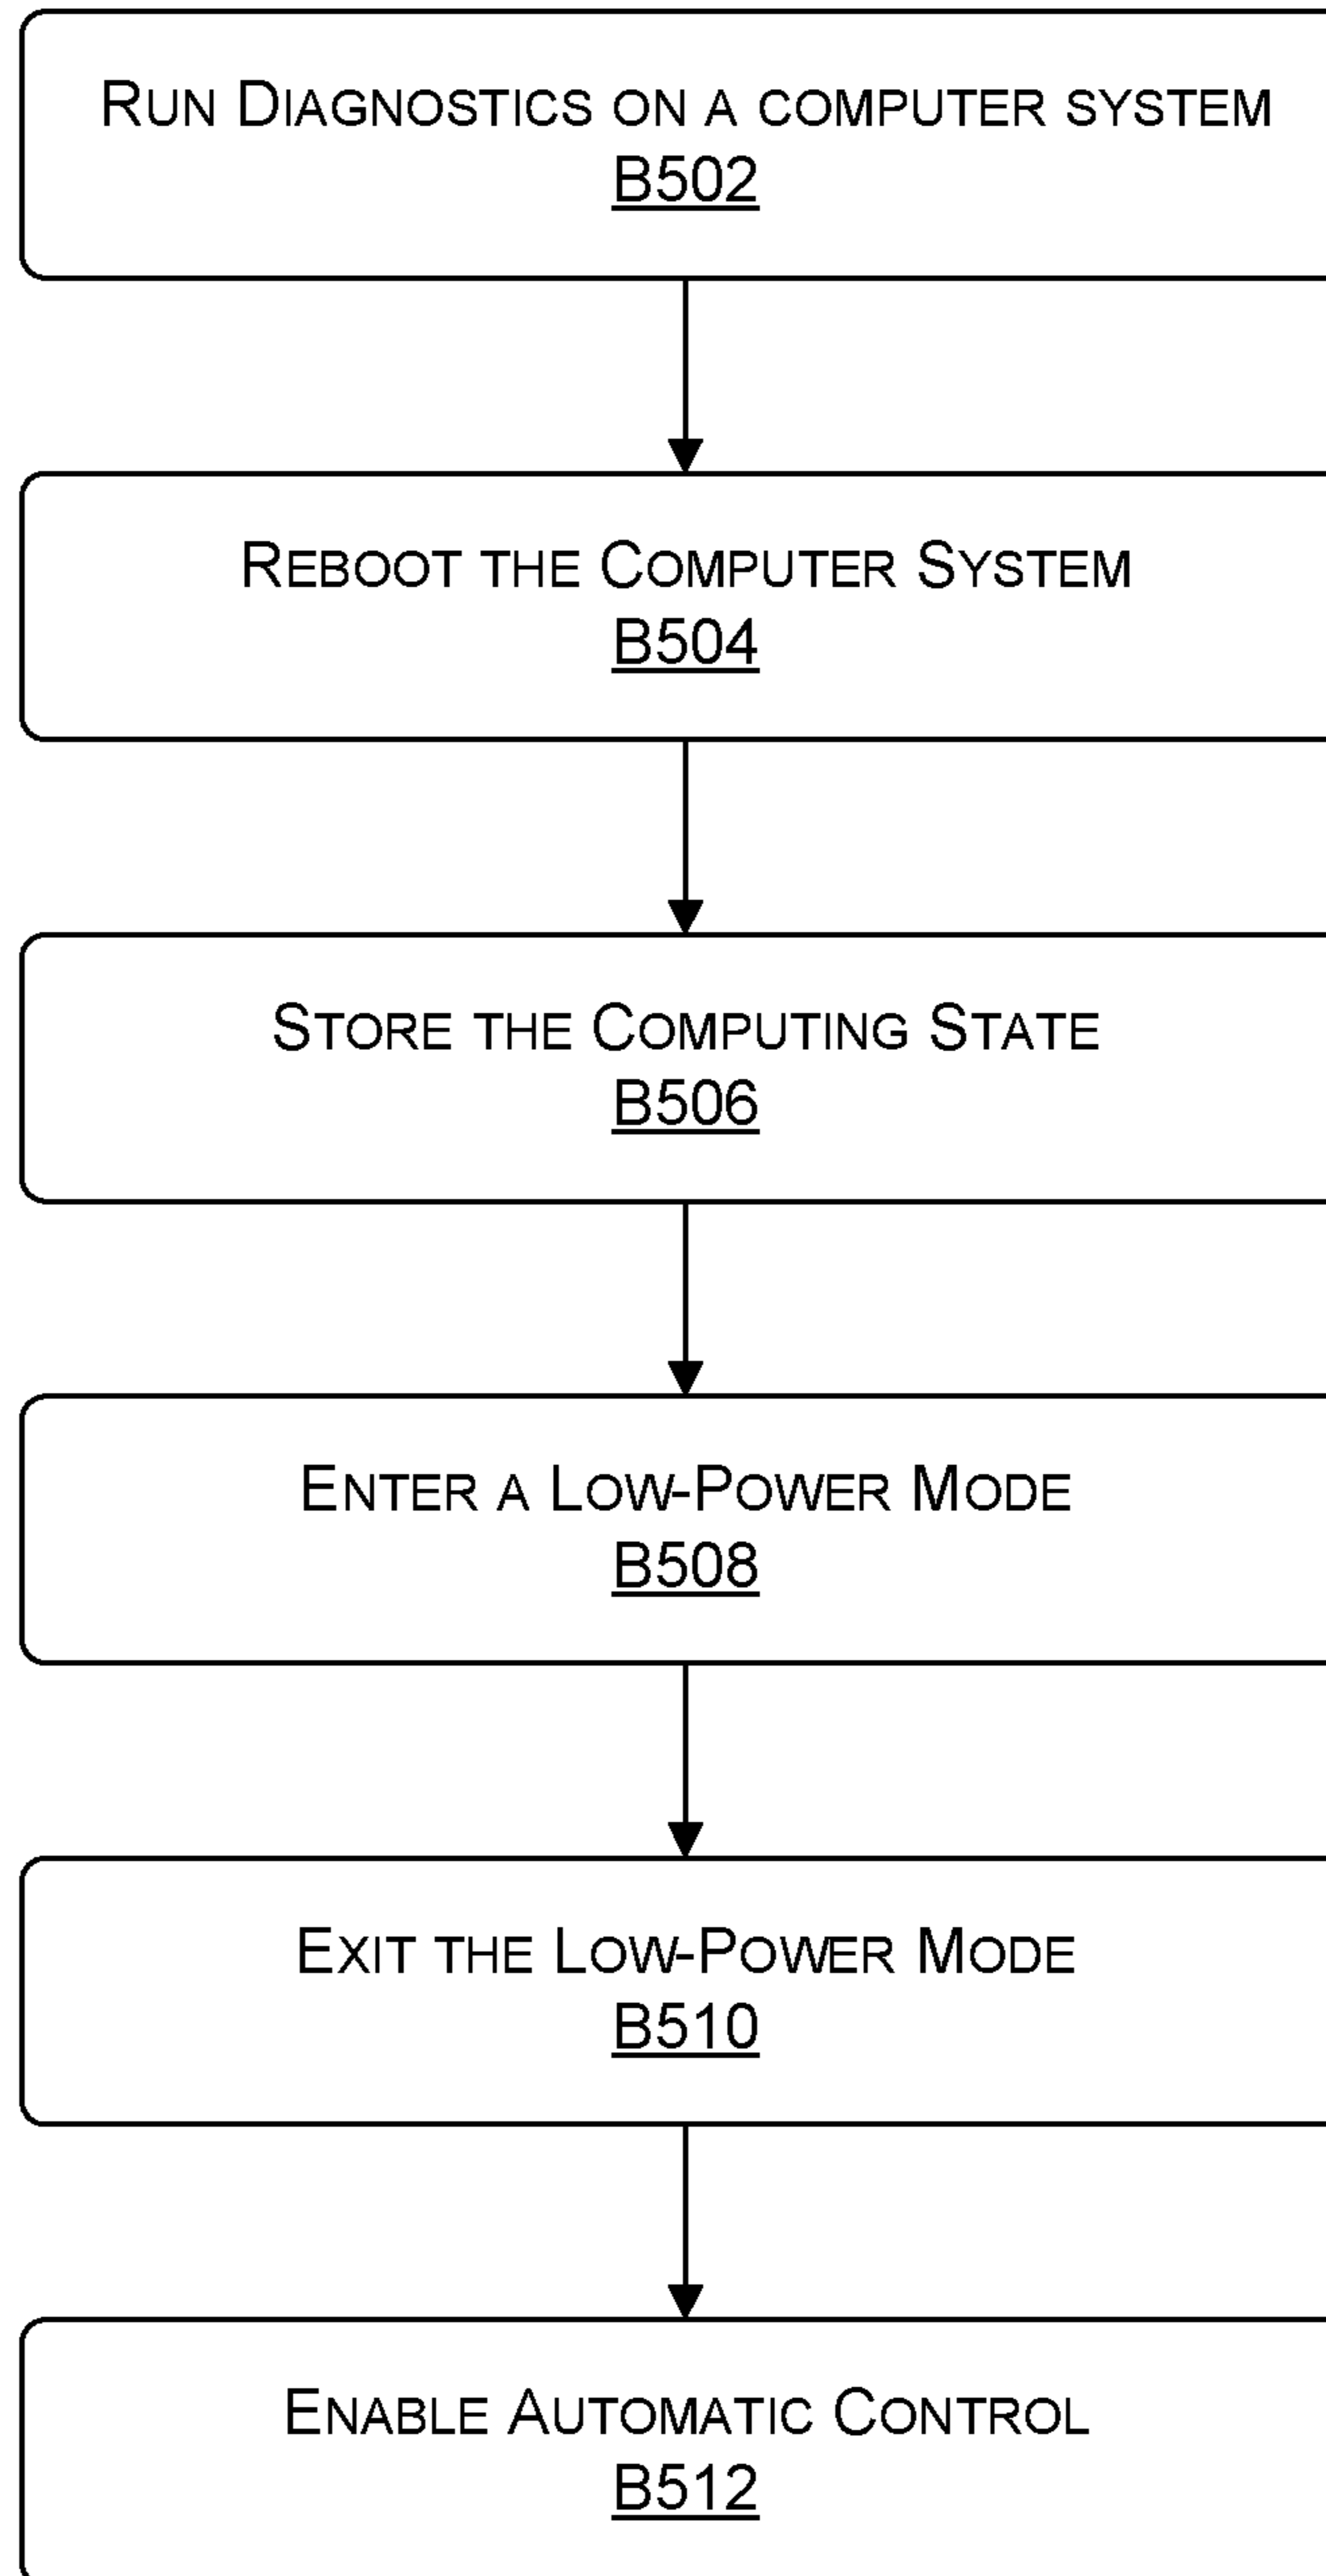 RUN DIAGNOSTICS ON A COMPUTER SYSTEM
B502
REBOOT THE COMPUTER SYSTEM
B504
STORE THE COMPUTING STATE
B506
ENTER A LOW-POWER MODE
B508
EXIT THE LOW-POWER MODE
B510
ENABLE AUTOMATIC CONTROL
B512